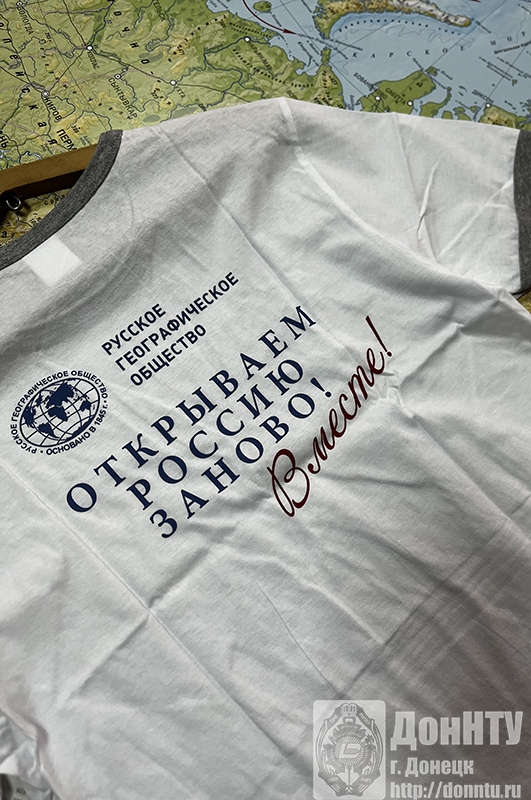 РУССКОЕ
ГЕОГРАФИЧЕСКОЕ
ОБЩЕСТВО
РУССКОЕ ГЕОГРАФИЧЕСКОЕ ОБЩЕСТВО
• ОСНОВАНО В 1845 г. •
ОТКРЫВАЕМ
РОССИЮ
ЗАНОВО!
Вместе!
ДонНТУ
г. Донецк
http://donntu.ru